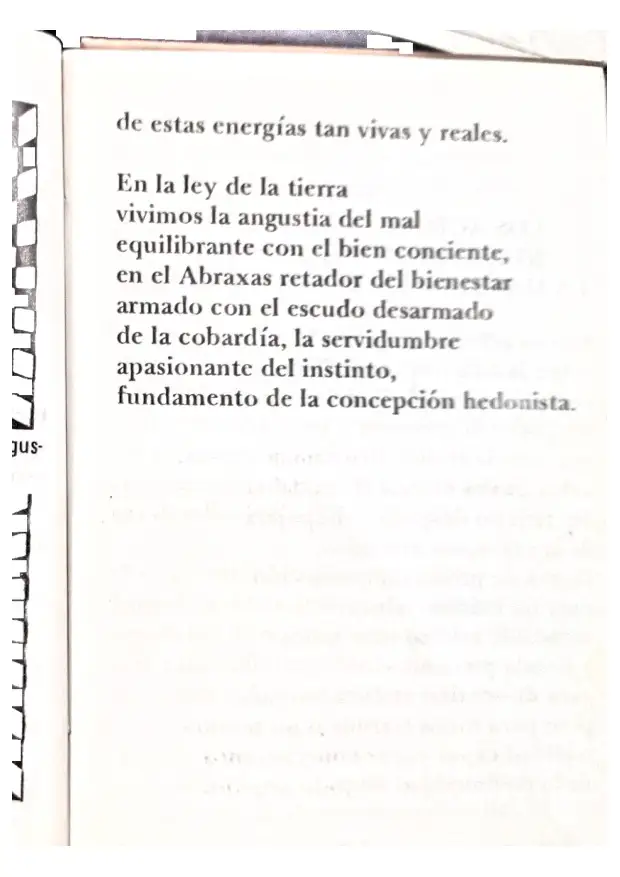 de estas energías tan vivas y reales.
En la ley de la tierra
vivimos la angustia del mal
equilibrante con el bien conciente,
en el Abraxas retador del bienestar
armado con el escudo desarmado
de la cobardía, la servidumbre
apasionante del instinto,
fundamento de la concepción hedonista.
gus-